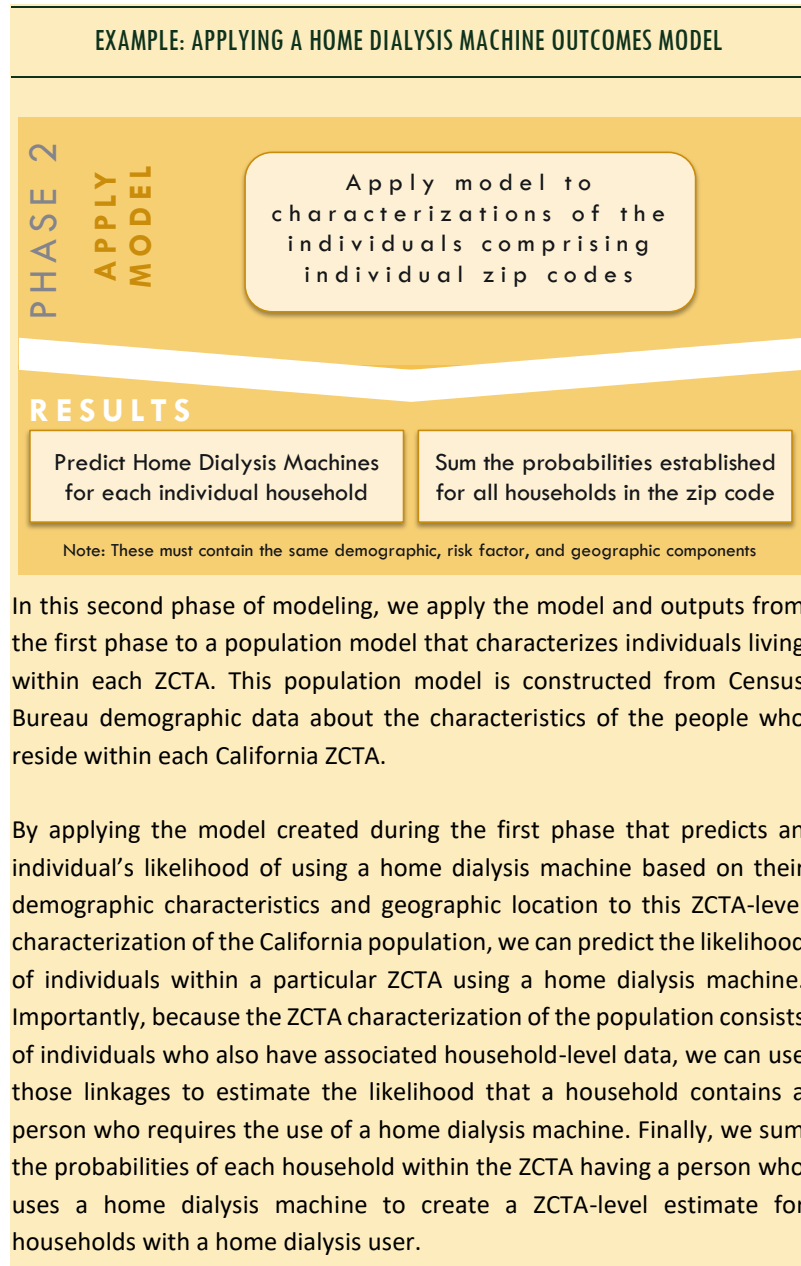 EXAMPLE: APPLYING A HOME DIALYSIS MACHINE OUTCOMES MODEL
PHASE 2
APPLY
MODEL
Apply model to
characterizations of the
individuals comprising
individual zip codes
RESULTS
Predict Home Dialysis Machines
for each individual household
Sum the probabilities established
for all households in the zip code
Note: These must contain the same demographic, risk factor, and geographic components
In this second phase of modeling, we apply the model and outputs from
the first phase to a population model that characterizes individuals living
within each ZCTA. This population model is constructed from Census
Bureau demographic data about the characteristics of the people who
reside within each California ZCTA.
By applying the model created during the first phase that predicts an
individual's likelihood of using a home dialysis machine based on their
demographic characteristics and geographic location to this ZCTA-level
characterization of the California population, we can predict the likelihood
of individuals within a particular ZCTA using a home dialysis machine.
Importantly, because the ZCTA characterization of the population consists
of individuals who also have associated household-level data, we can use
those linkages to estimate the likelihood that a household contains a
person who requires the use of a home dialysis machine. Finally, we sum
the probabilities of each household within the ZCTA having a person who
uses a home dialysis machine to create a ZCTA-level estimate for
households with a home dialysis user.